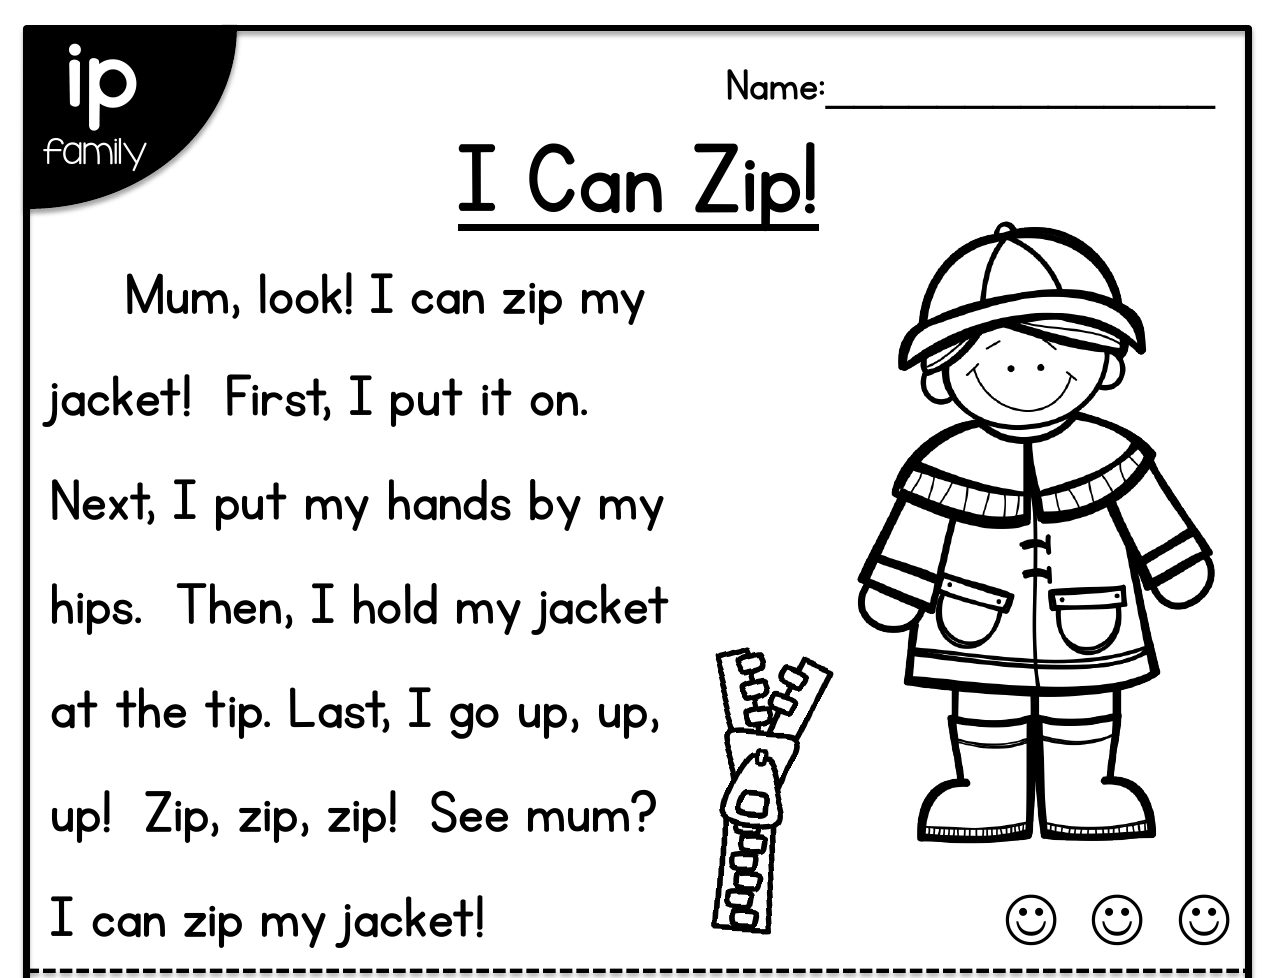 ip
family
Name:
I Can Zip!
Mum, look! I can zip my
jacket! First, I put it on.
Next, I put my hands by my
hips. Then, I hold my jacket
at the tip. Last, I go up, up,
up! Zip, zip, zip! See mum?
I can zip my jacket!